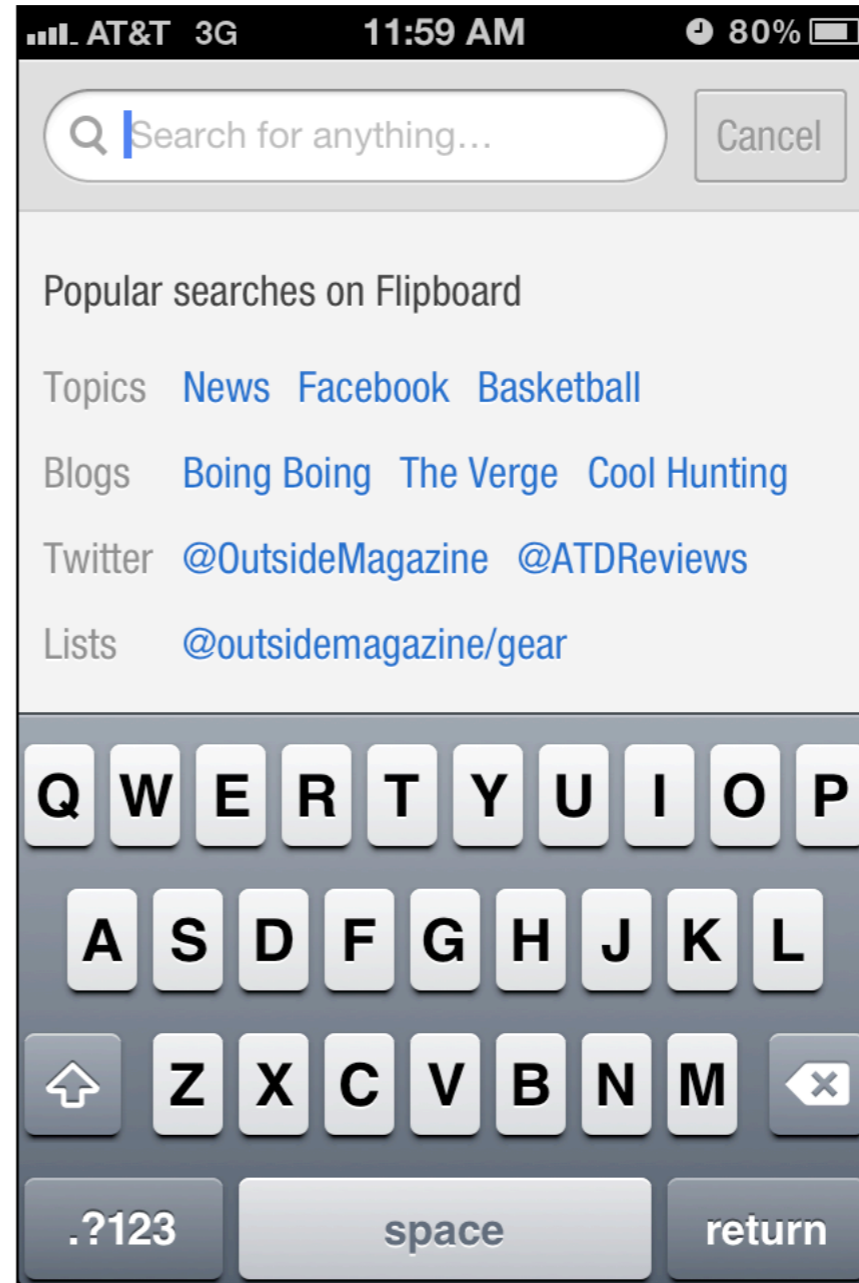 AT&T 3G 11:59 AM 80%
Search for anything... Cancel
Popular searches on Flipboard
Topics News Facebook Basketball
Blogs Boing Boing The Verge Cool Hunting
Twitter @OutsideMagazine @ATDReviews
Lists @outsidemagazine/gear
Q W E R T Y U I O P
A S D F G H J K L
Z X C V B N M
.?123 space return